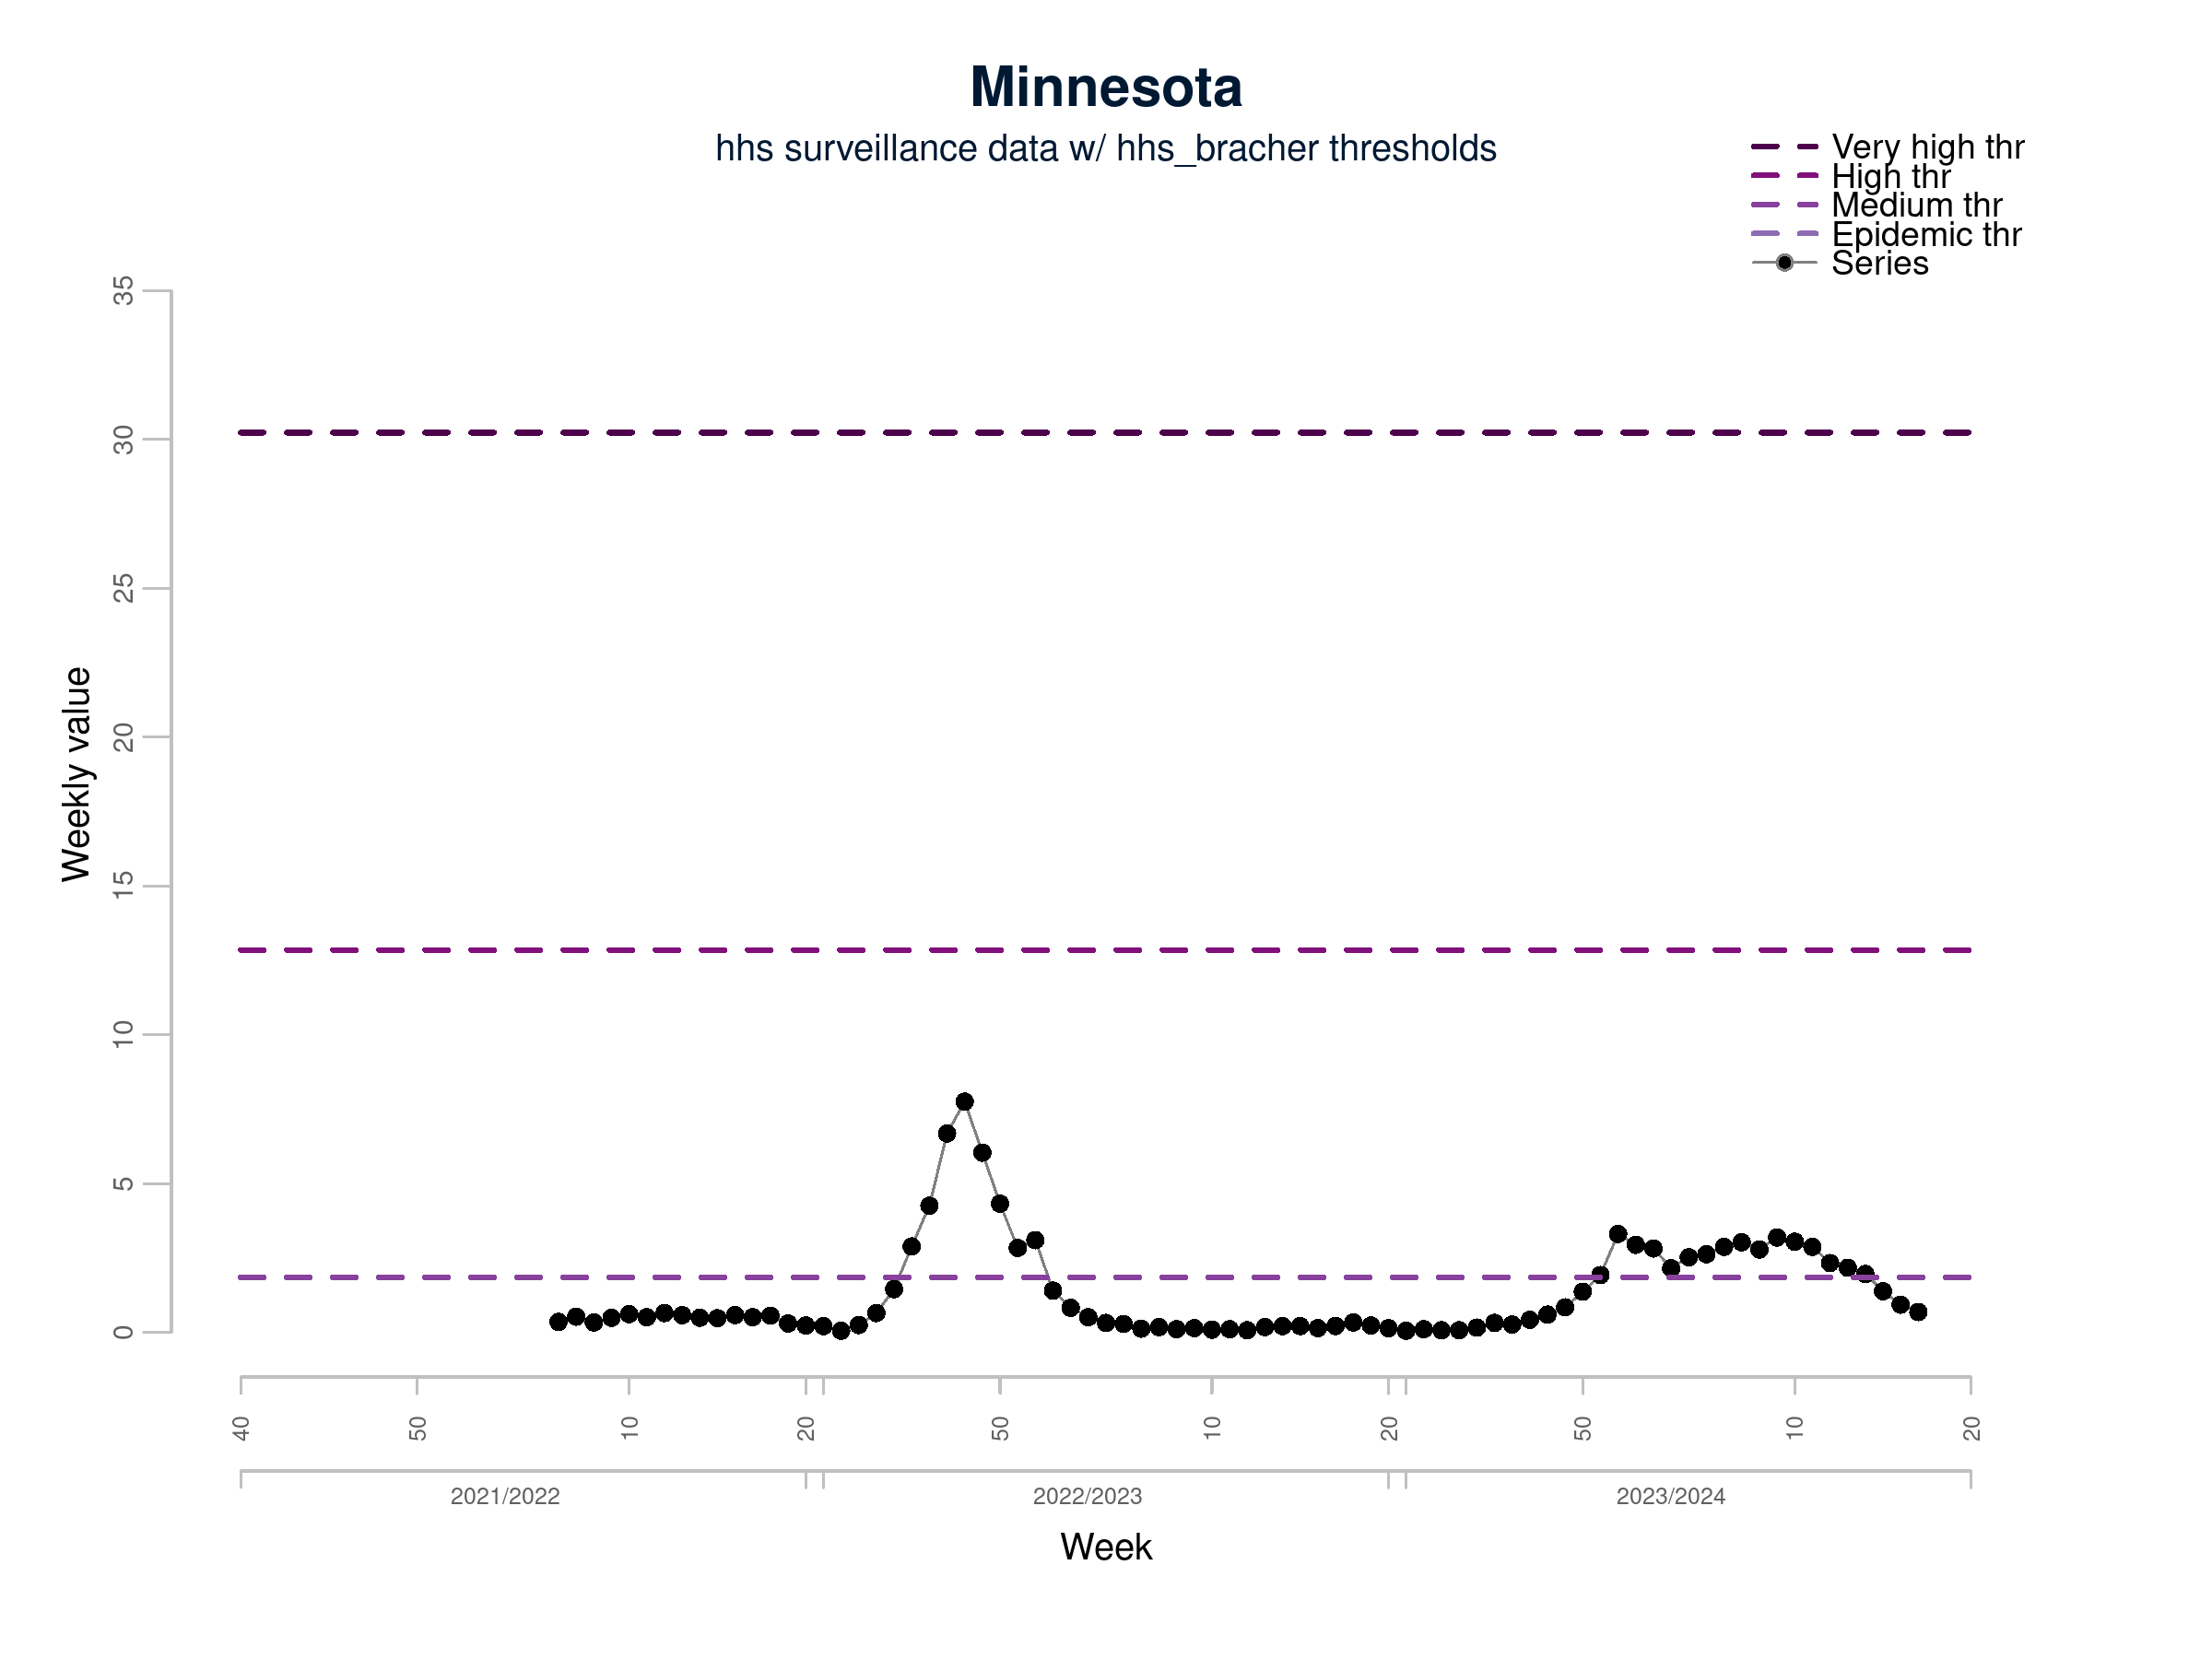 Minnesota
hhs surveillance data w/ hhs_bracher thresholds
Very high thr
High thr
Medium thr
Epidemic thr
Series
35
30
25
20
15
10
5
0
Weekly value
40 50 10 20 50 10 20 50 10 20
2021/2022 2022/2023 2023/2024
Week